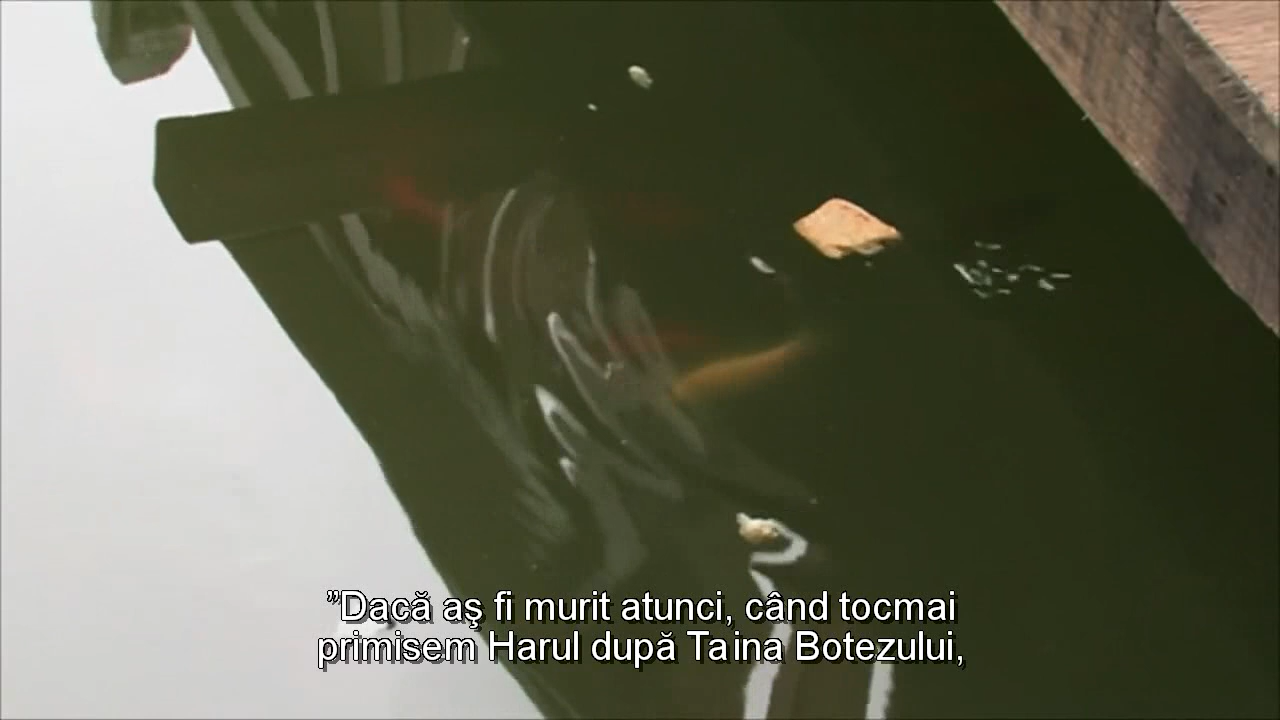 ”Dacă aş fi murit atunci, când tocmai
primisem Harul după Taina Botezului,